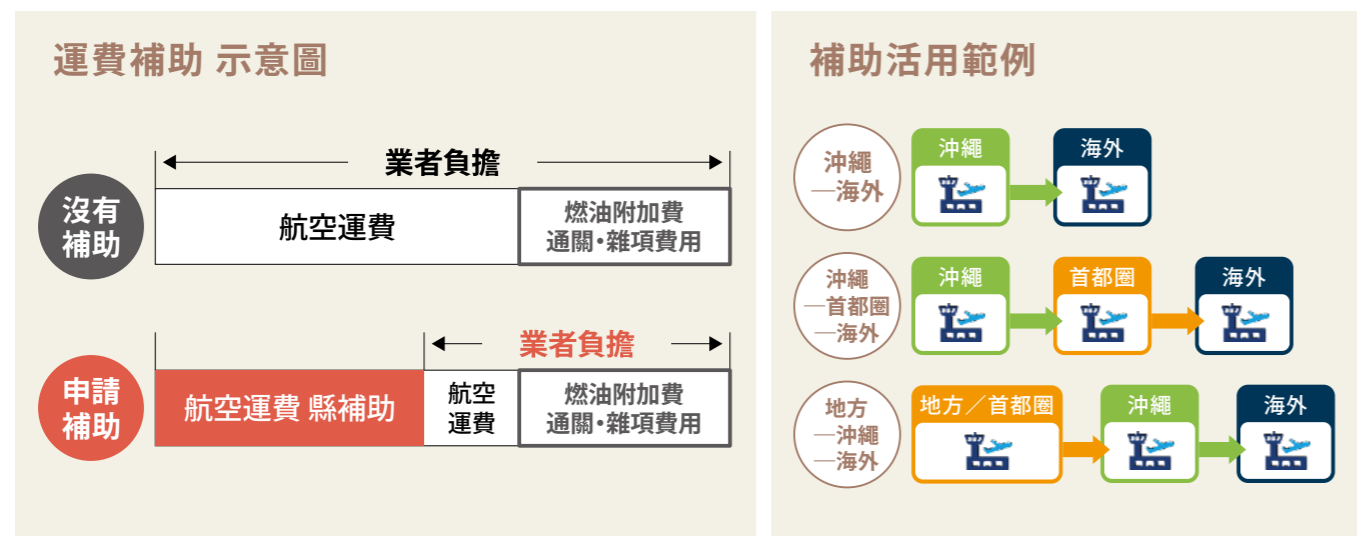 運費補助 示意圖
業者負擔
沒有
補助
航空運費
燃油附加費
通關・雜項費用
業者負擔
申請
補助
航空運費 縣補助
航空
運費
燃油附加費
通關・雜項費用
補助活用範例
沖繩
—海外
沖繩
海外
沖繩
—首都圈
—海外
沖繩
首都圈
海外
地方
—沖繩
—海外
地方／首都圈
沖繩
海外